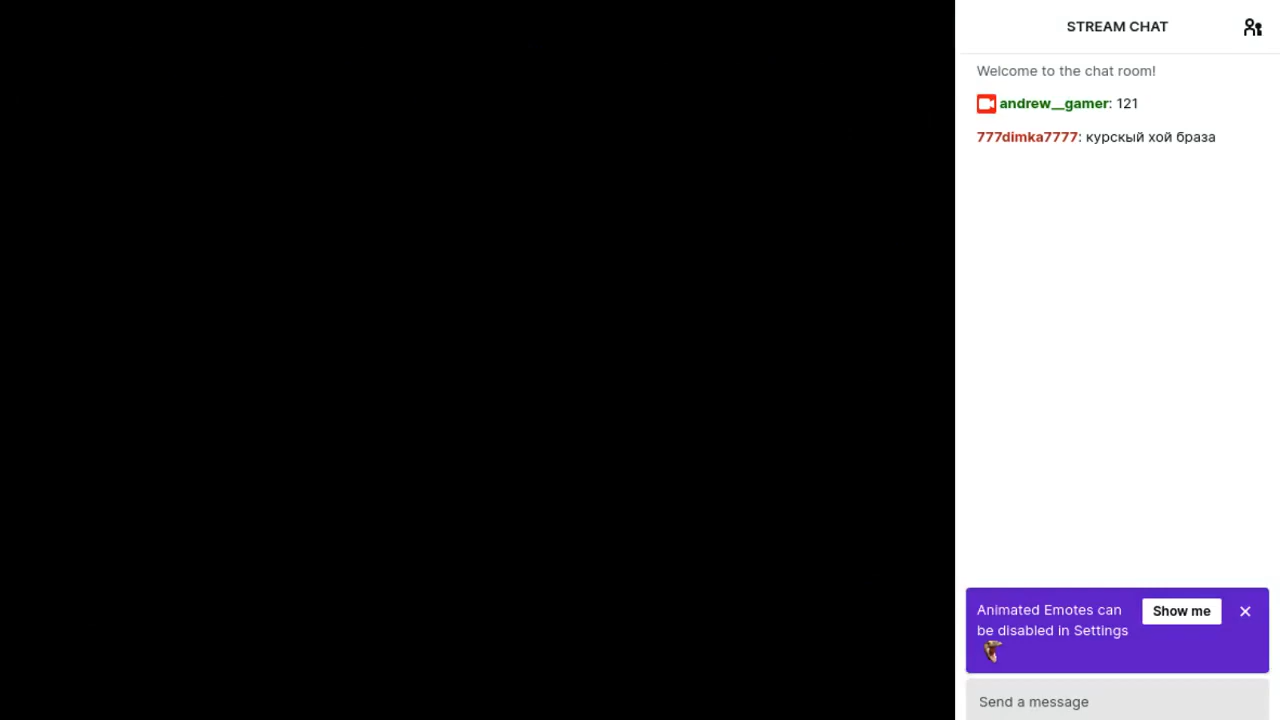 STREAM CHAT
Welcome to the chat room!
andrew__gamer: 121
777dimka7777: курскый хой браза
Animated Emotes can
be disabled in Settings
Show me
Send a message